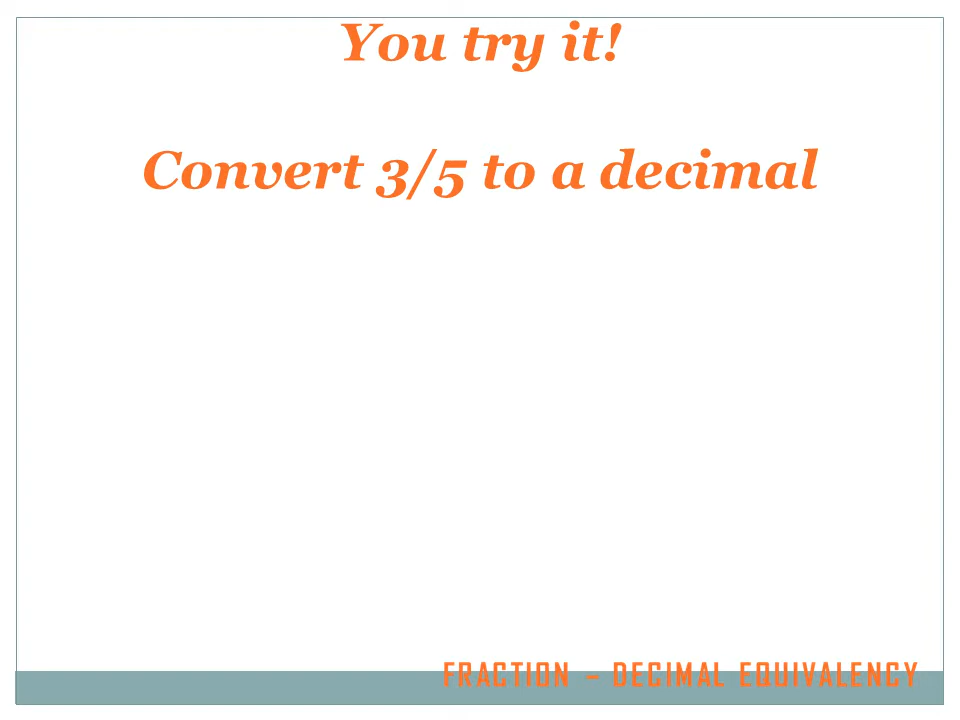 You try it!
Convert 3/5 to a decimal
FRACTION – DECIMAL EQUIVALENCY